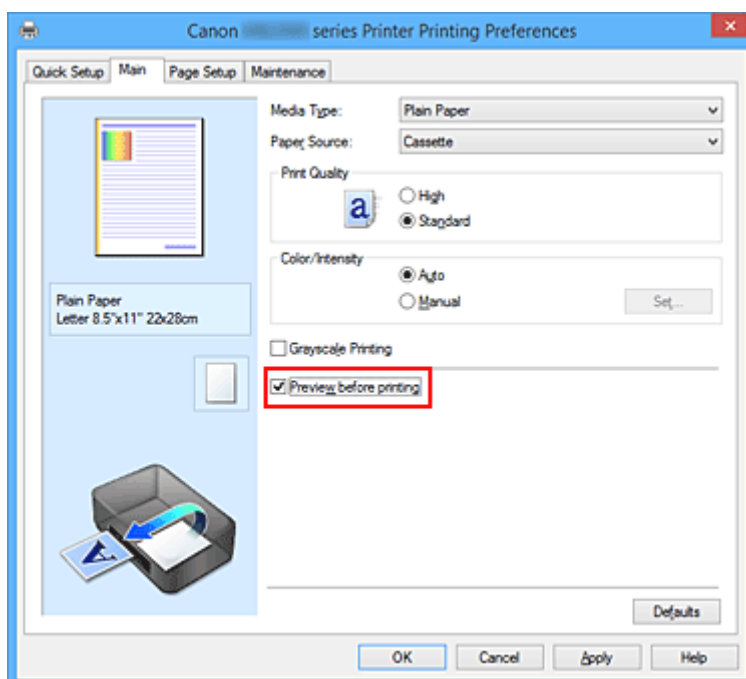 Canon series Printer Printing Preferences
Quick Setup Main Page Setup Maintenance
Media Type: Plain Paper
Paper Source: Cassette
Print Quality
a
High
Standard
Color/Intensity
Auto
Manual Set...
Plain Paper
Letter 8.5"x11" 22x28cm
Grayscale Printing
Preview before printing
A
Defaults
OK Cancel Apply Help